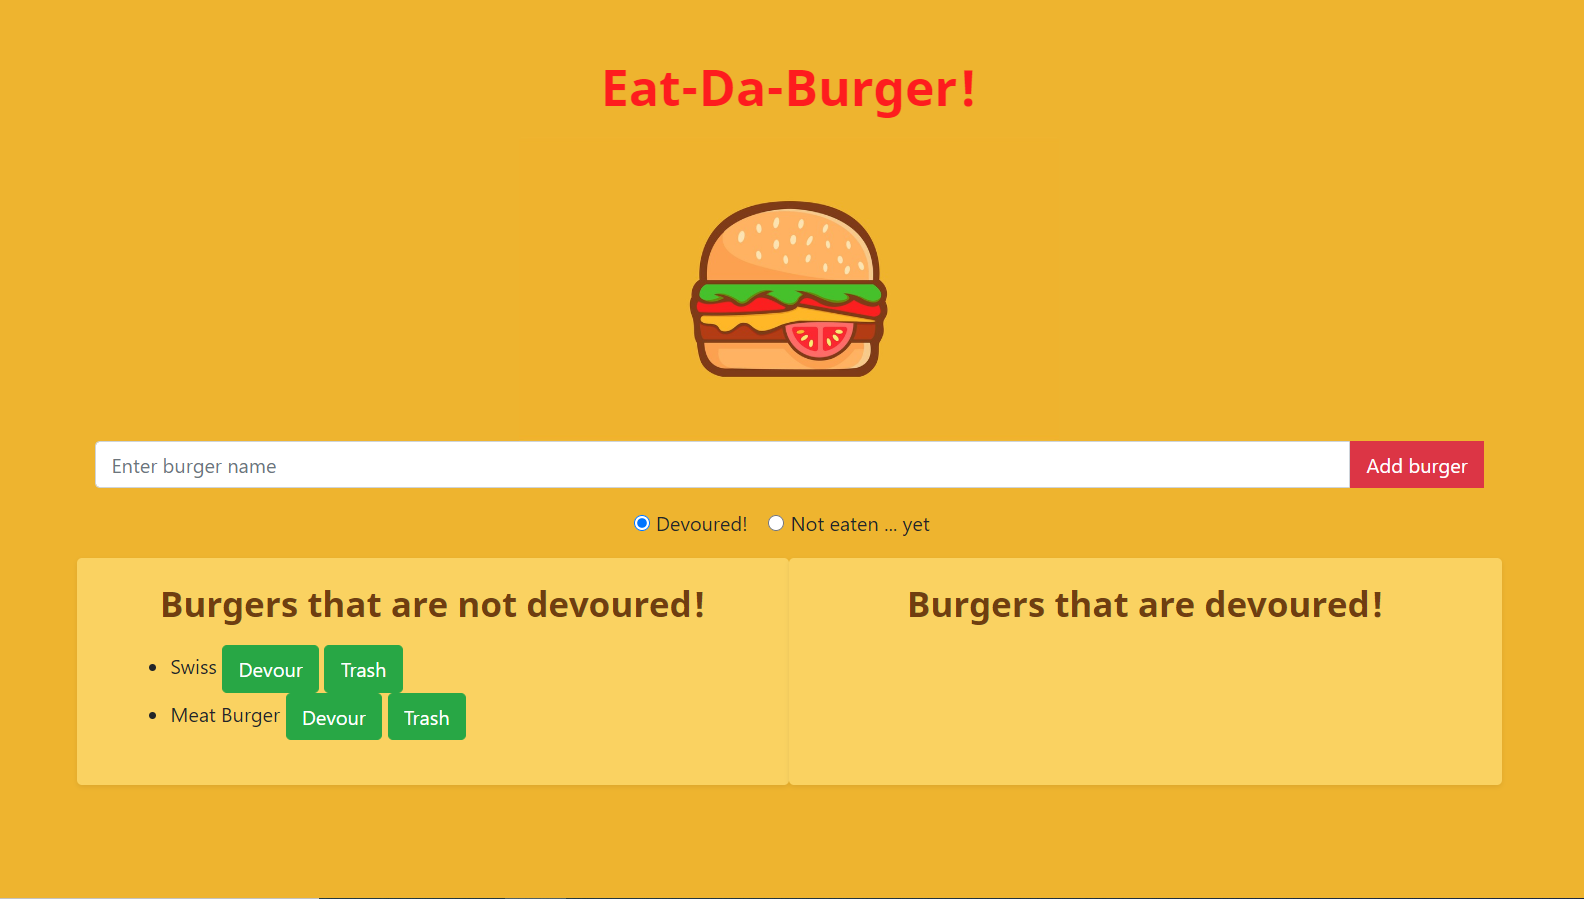 Eat-Da-Burger!
Enter burger name
Add burger
Devoured! Not eaten ... yet
Burgers that are not devoured!
Swiss Devour Trash
Meat Burger Devour Trash
Burgers that are devoured!